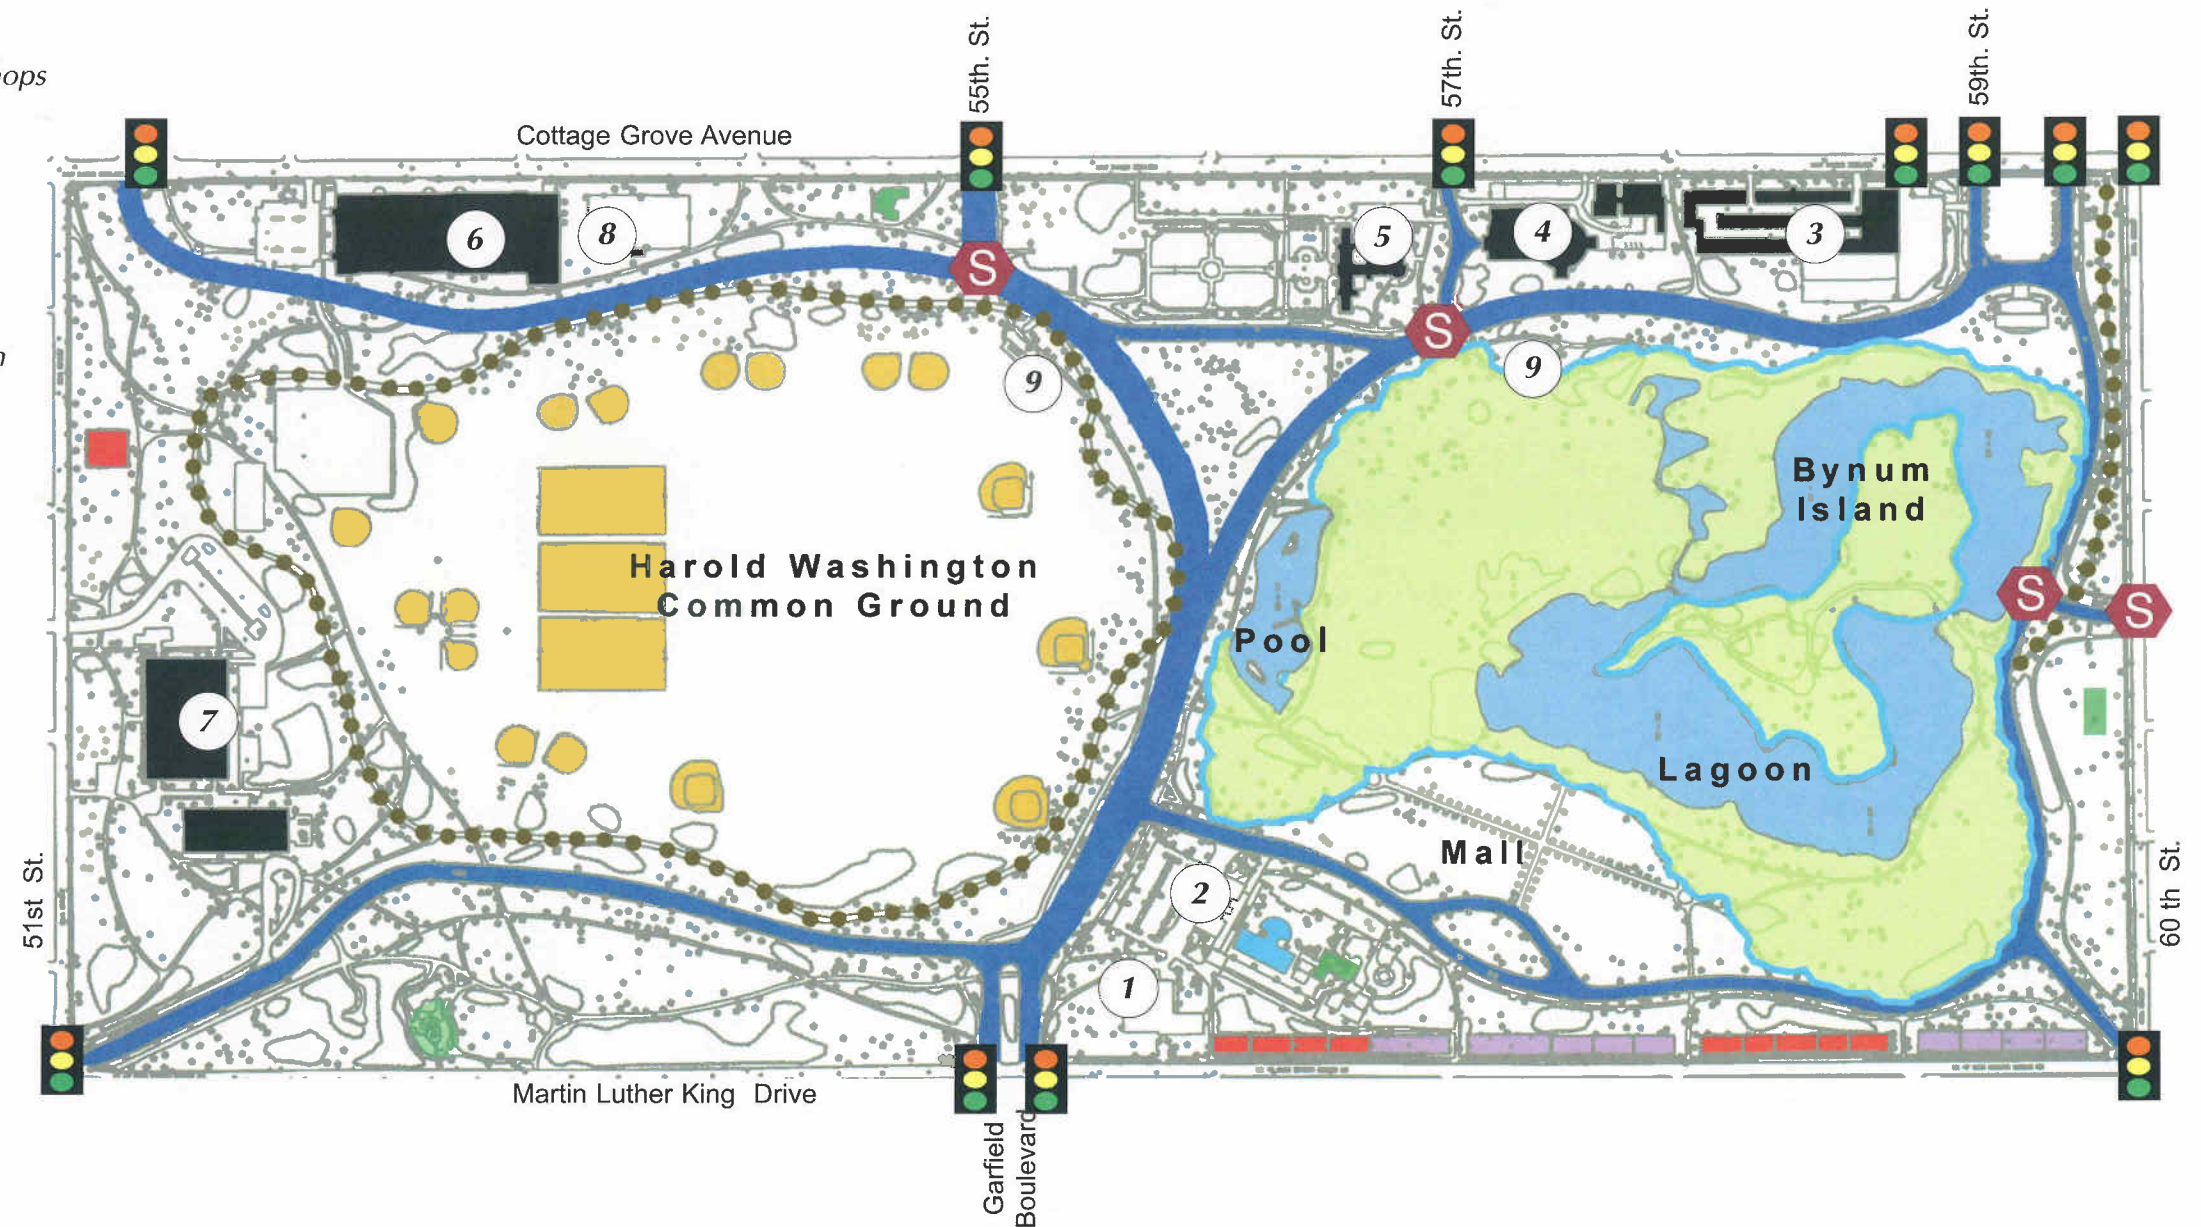 55th. St.
57th. St.
59th. St.
ops
Cottage Grove Avenue
6
8
5
4
3
S
S
9
9
n
Bynum
Island
Harold Washington
Common Ground
S
S
Pool
7
Lagoon
Mall
2
1
51st St.
60 th St.
Martin Luther King Drive
Garfield
Boulevard